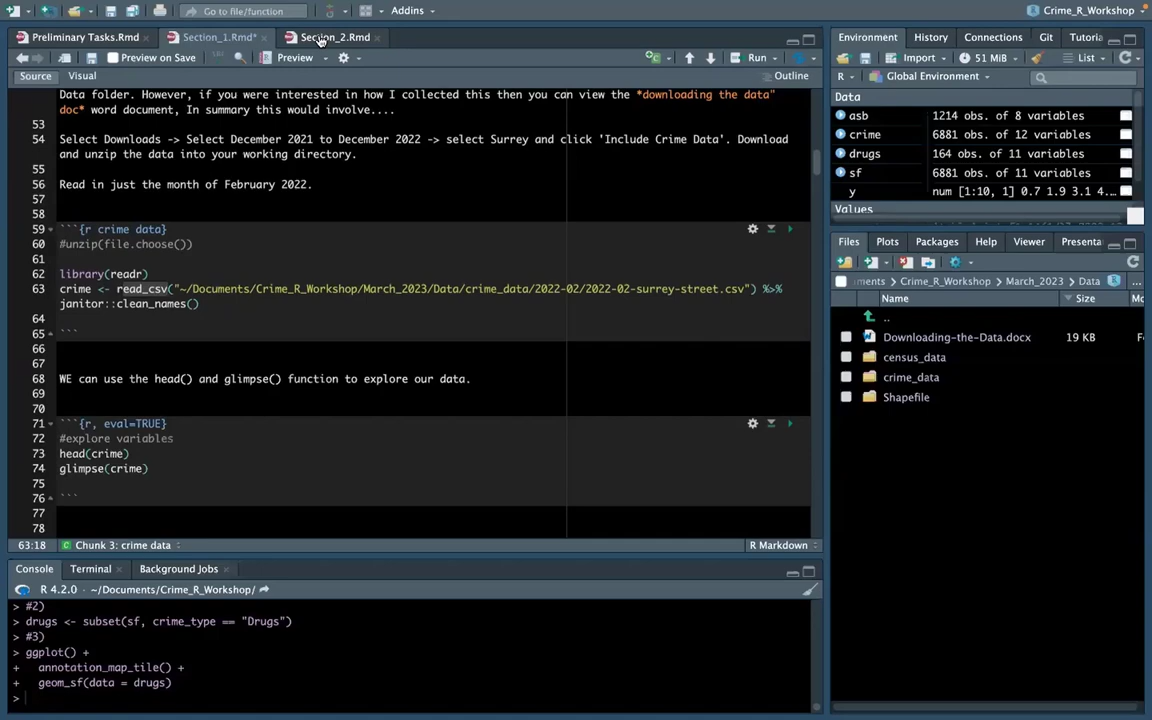 Go to file/function
Addins
Crime_R_Workshop
Preliminary Tasks.Rmd
Section_1.Rmd*
Section_2.Rmd
Preview on Save
Preview
Run
Source
Visual
Outline
Data folder. However, if you were interested in how I collected this then you can view the *downloading the data"
doc* word document, In summary this would involve....
53
54 Select Downloads -> Select December 2021 to December 2022 -> select Surrey and click 'Include Crime Data'. Download
and unzip the data into your working directory.
55
56 Read in just the month of February 2022.
57
58
59 ```{r crime data}
60 #unzip(file.choose())
61
62 library(readr)
63 crime <- read_csv("~/Documents/Crime_R_Workshop/March_2023/Data/crime_data/2022-02/2022-02-surrey-street.csv") %>%
janitor::clean_names()
64
65 ```
66
67
68 WE can use the head() and glimpse() function to explore our data.
69
70
71 ```{r, eval=TRUE}
72 #explore variables
73 head(crime)
74 glimpse(crime)
75
76 ```
77
78
63:18 Chunk 3: crime data R Markdown
Console Terminal Background Jobs
R 4.2.0 · ~/Documents/Crime_R_Workshop/
> #2)
> drugs <- subset(sf, crime_type == "Drugs")
> #3)
> ggplot() +
+ annotation_map_tile() +
+ geom_sf(data = drugs)
>
Environment History Connections Git Tutoria
Import 51 MiB List
R Global Environment
Data
asb 1214 obs. of 8 variables
crime 6881 obs. of 12 variables
drugs 164 obs. of 11 variables
sf 6881 obs. of 11 variables
y num [1:10, 1] 0.7 1.9 3.1 4.…
Values
Files Plots Packages Help Viewer Presenta
ments Crime_R_Workshop March_2023 Data ...
Name Size Mo
..
Downloading-the-Data.docx 19 KB Fe
census_data
crime_data
Shapefile